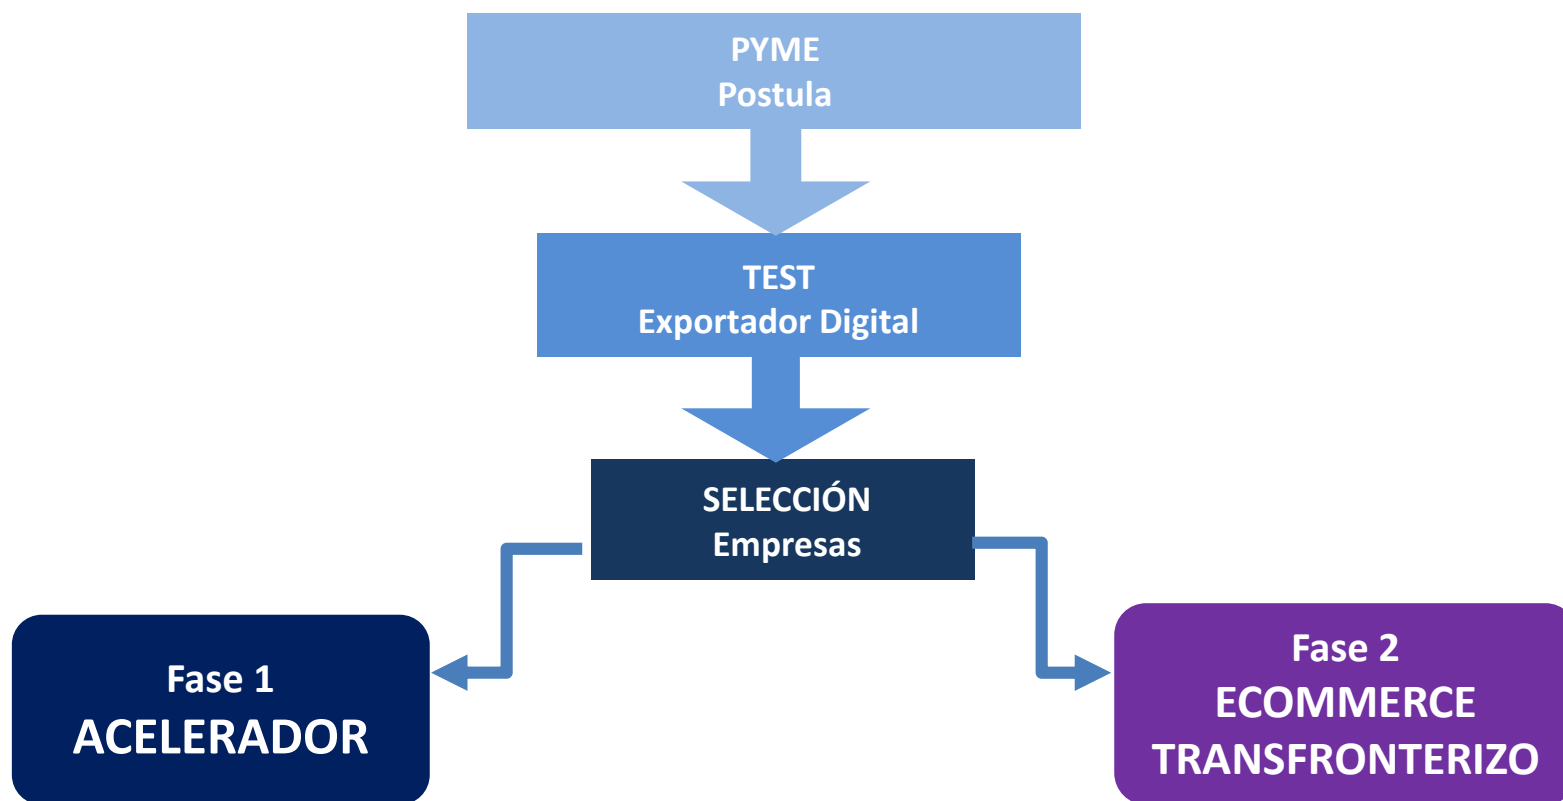 PYME
Postula
TEST
Exportador Digital
SELECCIÓN
Empresas
Fase 1
ACELERADOR
Fase 2
ECOMMERCE
TRANSFRONTERIZO